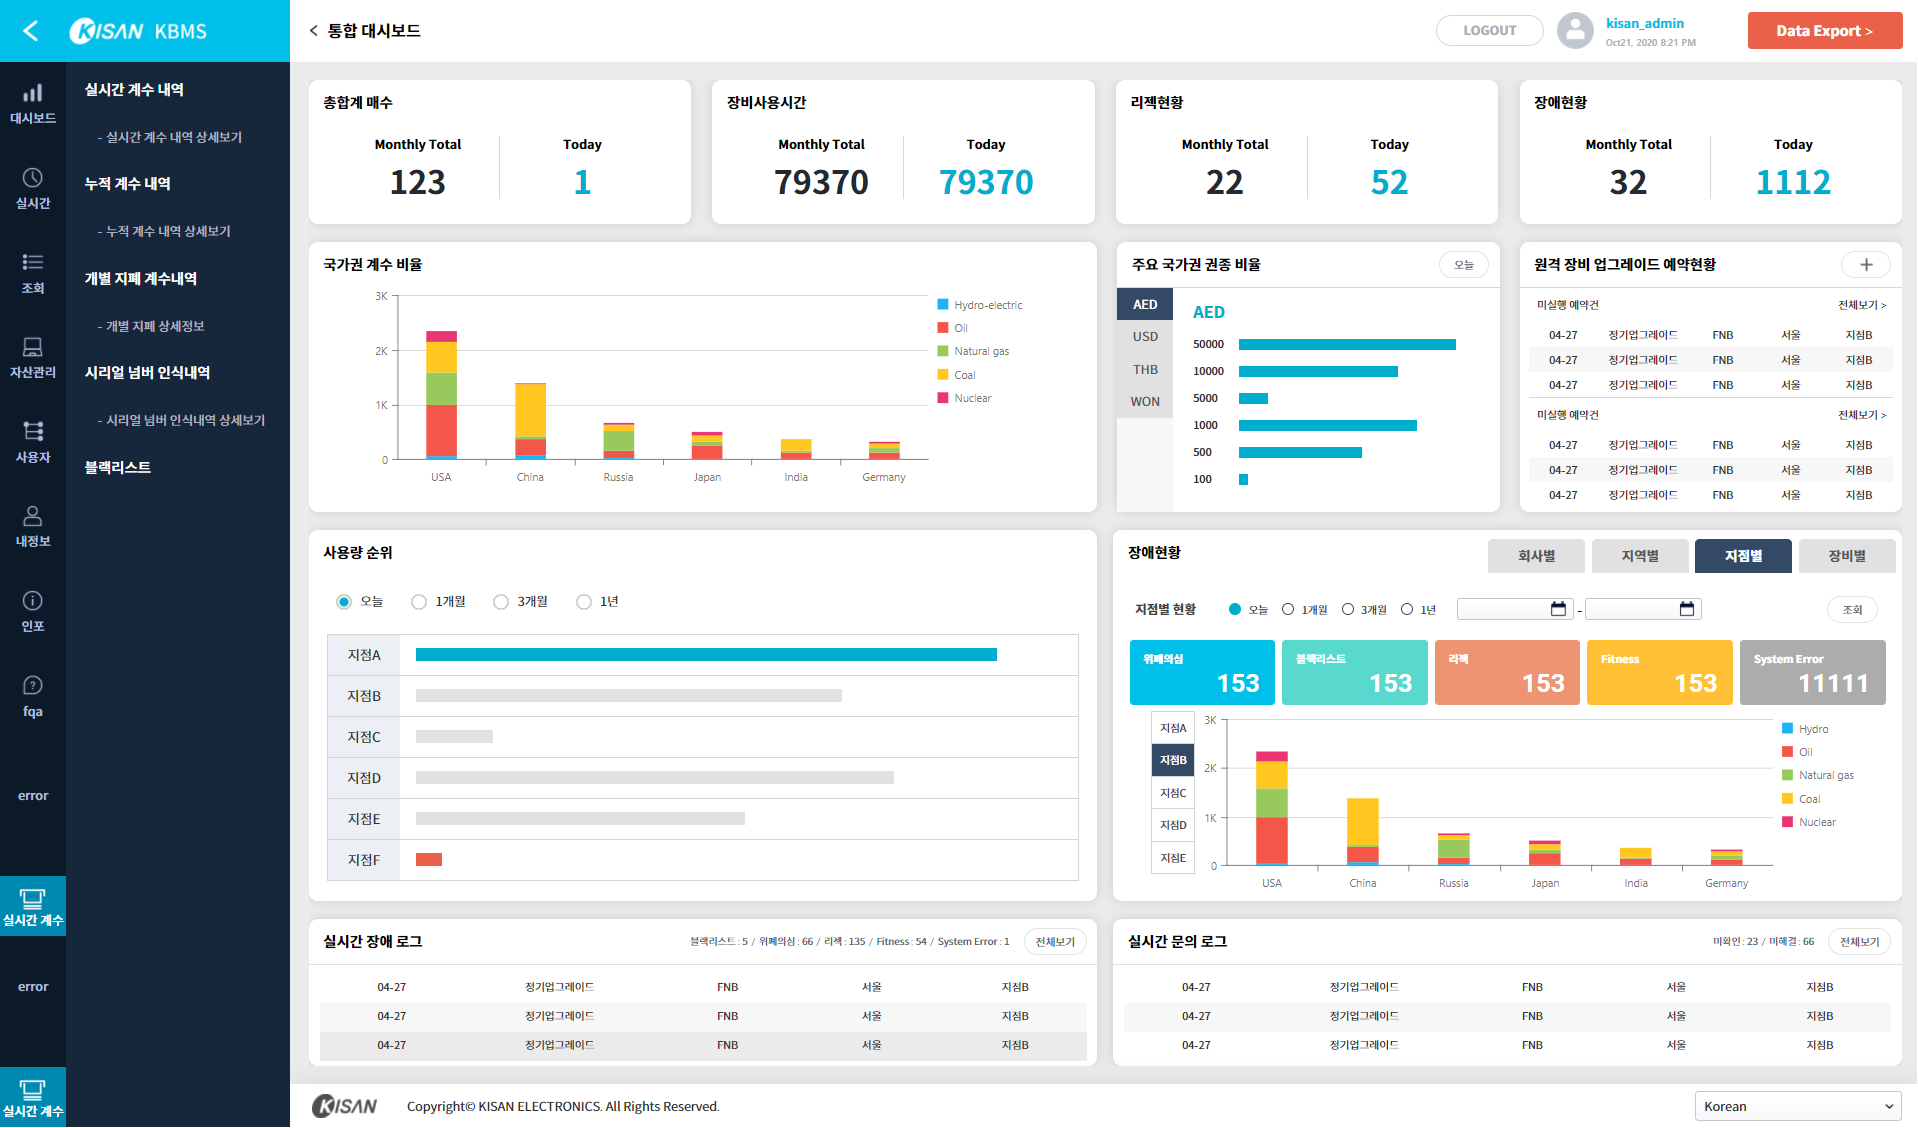 KISAN KBMS
통합 대시보드
LOGOUT
kisan_admin
Oct21, 2020 8:21 PM
Data Export >
대시보드
실시간
조회
자산관리
사용자
내정보
인포
fqa
error
실시간 계수
error
실시간 계수
실시간 계수 내역
- 실시간 계수 내역 상세보기
누적 계수 내역
- 누적 계수 내역 상세보기
개별 지폐 계수내역
- 개별 지폐 상세정보
시리얼 넘버 인식내역
- 시리얼 넘버 인식내역 상세보기
블랙리스트
총합계 매수
Monthly Total Today
123 1
장비사용시간
Monthly Total Today
79370 79370
리젝현황
Monthly Total Today
22 52
장애현황
Monthly Total Today
32 1112
국가권 계수 비율
3K
2K
1K
0
USA China Russia Japan India Germany
Hydro-electric
Oil
Natural gas
Coal
Nuclear
주요 국가권 권종 비율
오늘
AED
USD
THB
WON
AED
50000
10000
5000
1000
500
100
원격 장비 업그레이드 예약현황
+
미실행 예약건 전체보기 >
04-27 정기업그레이드 FNB 서울 지점B
04-27 정기업그레이드 FNB 서울 지점B
04-27 정기업그레이드 FNB 서울 지점B
미실행 예약건 전체보기 >
04-27 정기업그레이드 FNB 서울 지점B
04-27 정기업그레이드 FNB 서울 지점B
04-27 정기업그레이드 FNB 서울 지점B
사용량 순위
오늘 1개월 3개월 1년
지점A
지점B
지점C
지점D
지점E
지점F
장애현황
회사별 지역별 지점별 장비별
지점별 현황 오늘 1개월 3개월 1년 - 조회
위폐의심 153
블랙리스트 153
리젝 153
Fitness 153
System Error 11111
지점A
지점B
지점C
지점D
지점E
3K
2K
1K
0
USA China Russia Japan India Germany
Hydro
Oil
Natural gas
Coal
Nuclear
실시간 장애 로그
블랙리스트 : 5 / 위폐의심 : 66 / 리젝 : 135 / Fitness : 54 / System Error : 1
전체보기
04-27 정기업그레이드 FNB 서울 지점B
04-27 정기업그레이드 FNB 서울 지점B
04-27 정기업그레이드 FNB 서울 지점B
실시간 문의 로그
미확인 : 23 / 미해결 : 66
전체보기
04-27 정기업그레이드 FNB 서울 지점B
04-27 정기업그레이드 FNB 서울 지점B
04-27 정기업그레이드 FNB 서울 지점B
KISAN
Copyright© KISAN ELECTRONICS. All Rights Reserved.
Korean